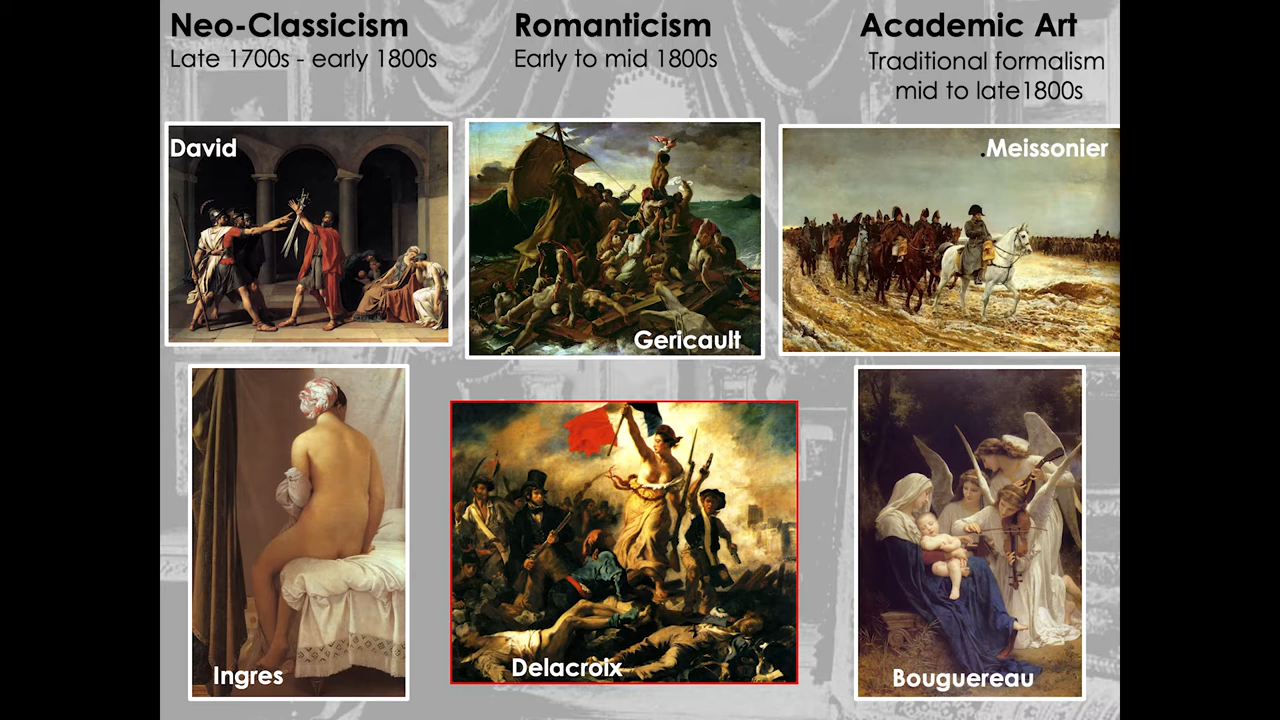 Neo-Classicism
Late 1700s - early 1800s
Romanticism
Early to mid 1800s
Academic Art
Traditional formalism
mid to late1800s
David
Gericault
.Meissonier
Ingres
Delacroix
Bouguereau